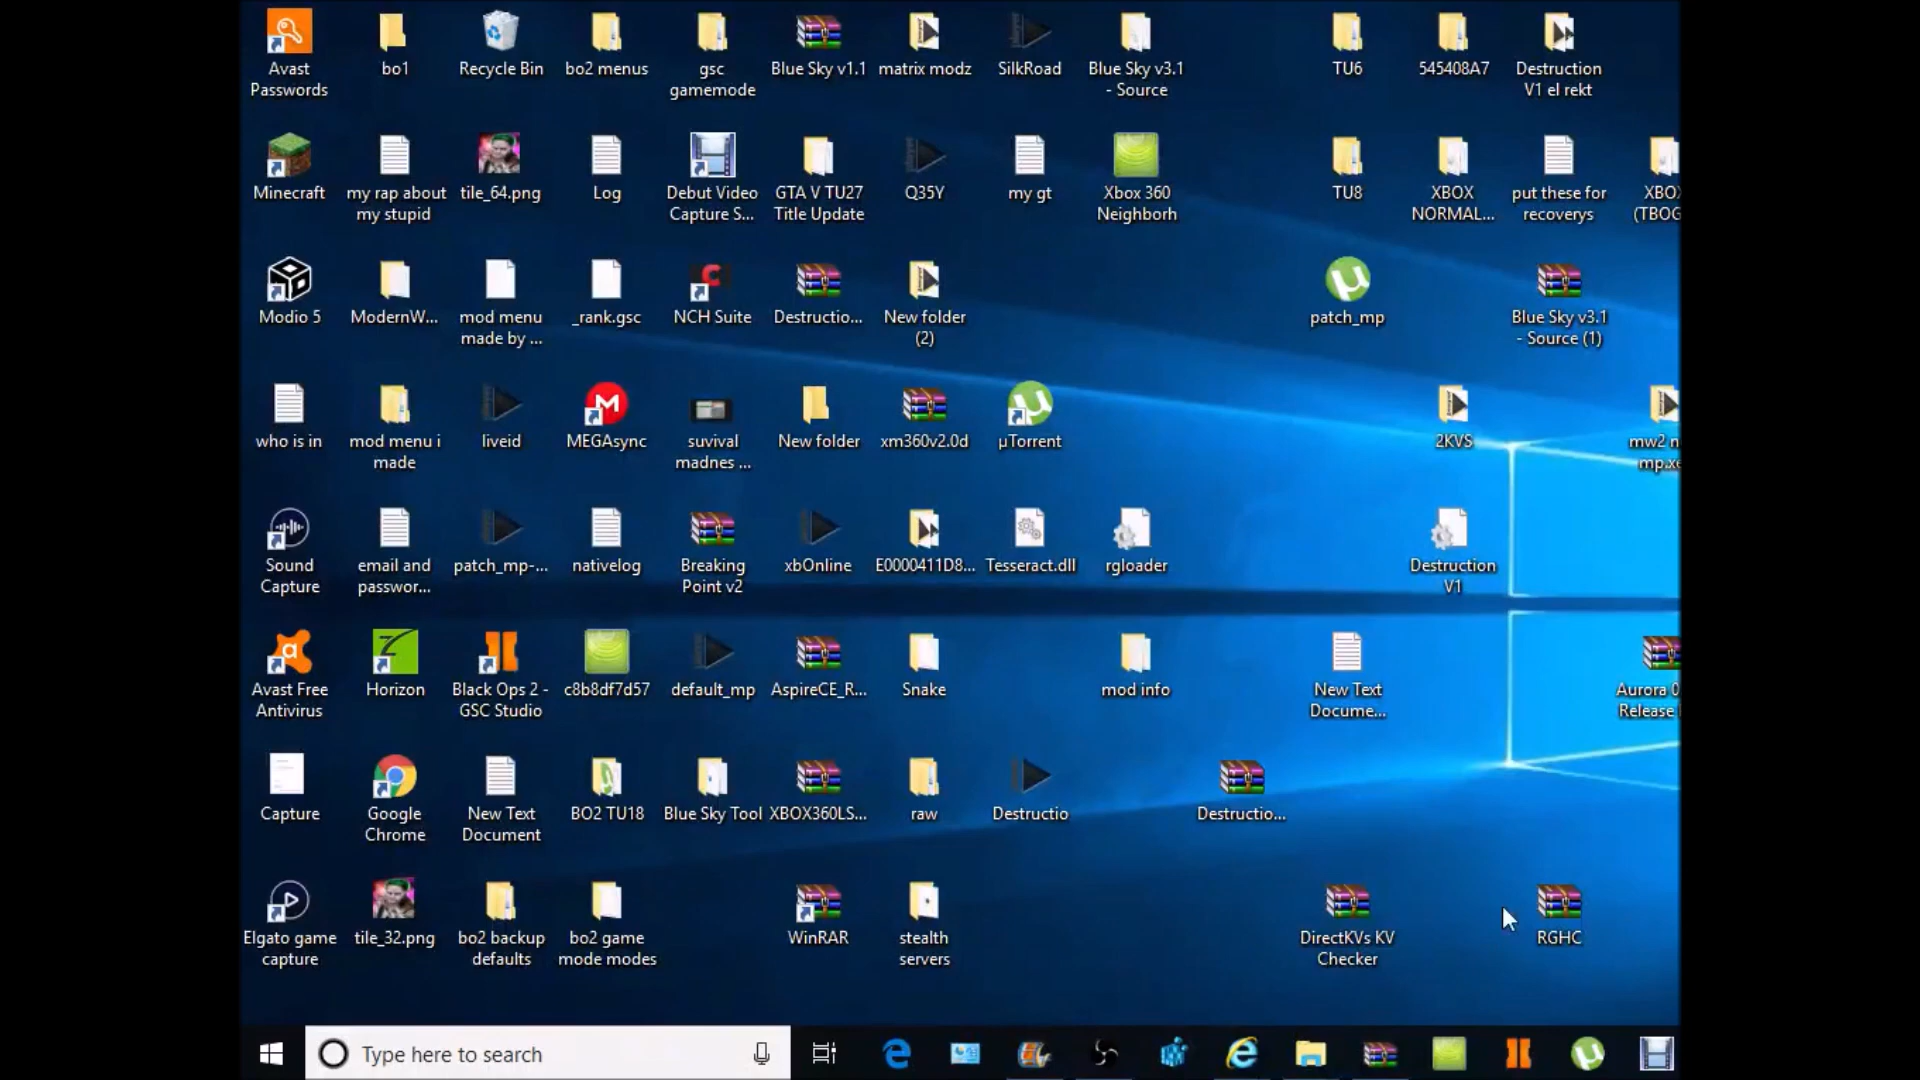 Avast
Passwords
bo1
Recycle Bin
bo2 menus
gsc
gamemode
Blue Sky v1.1
matrix modz
SilkRoad
Blue Sky v3.1
- Source
TU6
545408A7
Destruction
V1 el rekt
Minecraft
my rap about
my stupid
tile_64.png
Log
Debut Video
Capture S...
GTA V TU27
Title Update
Q35Y
my gt
Xbox 360
Neighborh
TU8
XBOX
NORMAL...
put these for
recoverys
XBO
(TBOG
Modio 5
ModernW...
mod menu
made by ...
_rank.gsc
NCH Suite
Destructio...
New folder
(2)
patch_mp
Blue Sky v3.1
- Source (1)
who is in
mod menu i
made
liveid
MEGAsync
suvival
madnes ...
New folder
xm360v2.0d
µTorrent
2KVS
mw2 n
mp.xe
Sound
Capture
email and
passwor...
patch_mp-...
nativelog
Breaking
Point v2
xbOnline
E0000411D8...
Tesseract.dll
rgloader
Destruction
V1
Avast Free
Antivirus
Horizon
Black Ops 2 -
GSC Studio
c8b8df7d57
default_mp
AspireCE_R...
Snake
mod info
New Text
Docume...
Aurora 0
Release
Capture
Google
Chrome
New Text
Document
BO2 TU18
Blue Sky Tool
XBOX360LS...
raw
Destructio
Destructio...
Elgato game
capture
tile_32.png
bo2 backup
defaults
bo2 game
mode modes
WinRAR
stealth
servers
DirectKVs KV
Checker
RGHC
Type here to search